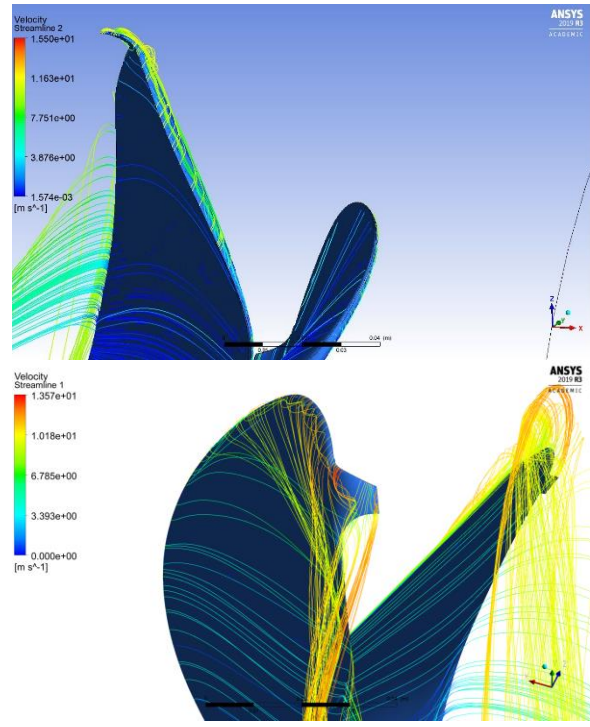 Velocity
Streamline 2
1.550e+01
1.163e+01
7.751e+00
3.876e+00
1.574e-03
[m s^-1]
ANSYS
2019 R3
ACADEMIC
Z
Y
X
0.04 (m)
0.03
Velocity
Streamline 1
1.357e+01
1.018e+01
6.785e+00
3.393e+00
0.000e+00
[m s^-1]
ANSYS
2019 R3
ACADEMIC